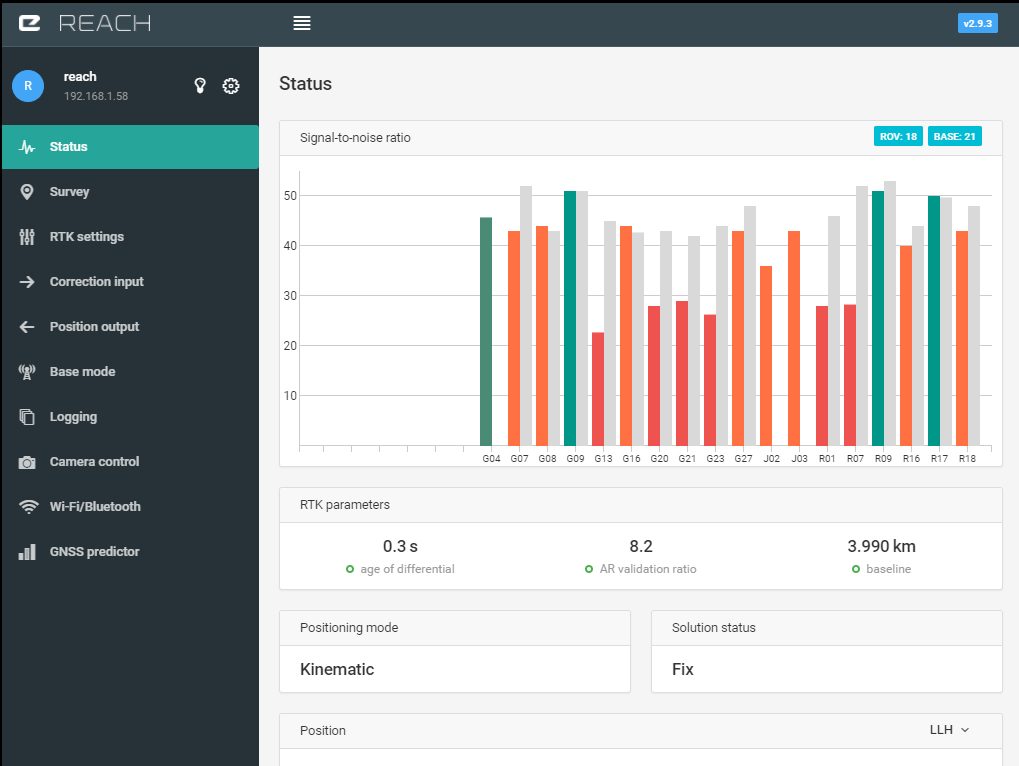 REACH
v2.9.3
R
reach
192.168.1.58
Status
Survey
RTK settings
Correction input
Position output
Base mode
Logging
Camera control
Wi-Fi/Bluetooth
GNSS predictor
Status
Signal-to-noise ratio
ROV: 18 BASE: 21
50
40
30
20
10
G04 G07 G08 G09 G13 G16 G20 G21 G23 G27 J02 J03 R01 R07 R09 R16 R17 R18
RTK parameters
0.3 s 8.2 3.990 km
age of differential AR validation ratio baseline
Positioning mode
Kinematic
Solution status
Fix
Position LLH